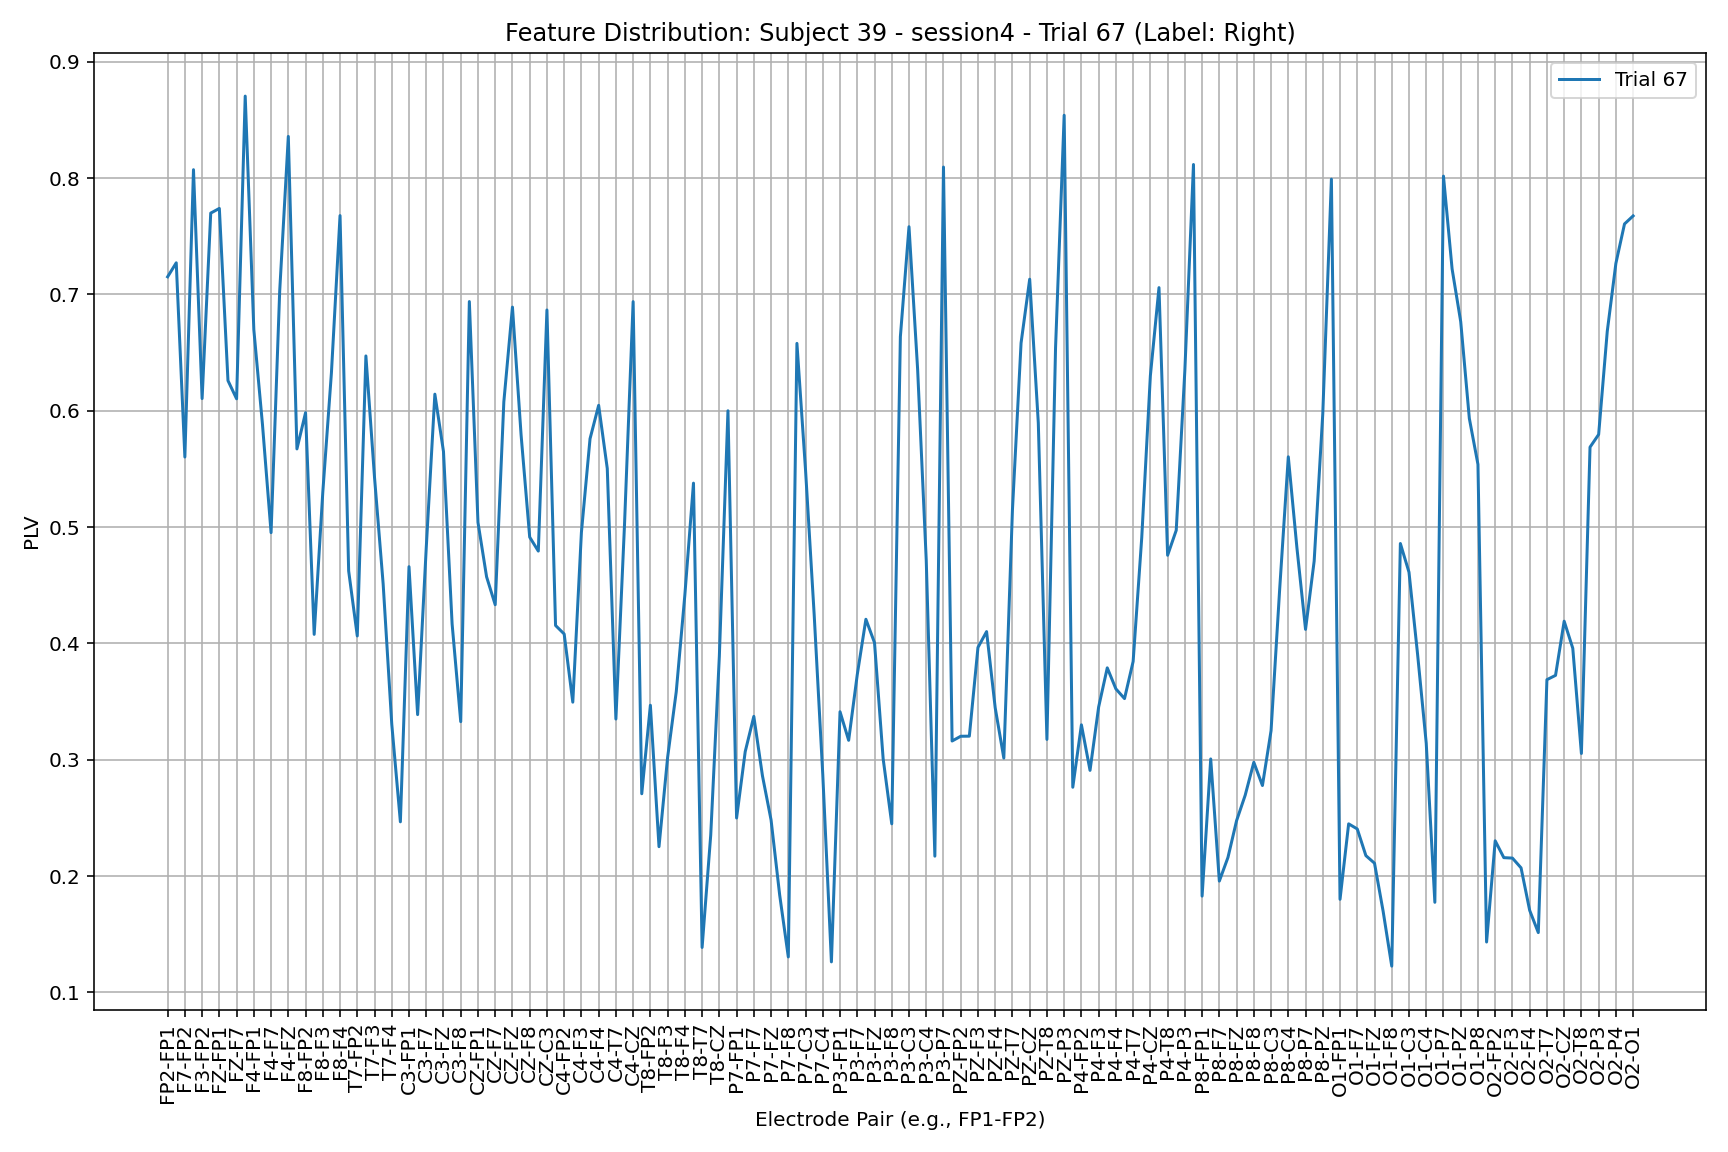 Feature Distribution: Subject 39 - session4 - Trial 67 (Label: Right)
Trial 67
PLV
0.9
0.8
0.7
0.6
0.5
0.4
0.3
0.2
0.1
FP2-FP1
F7-FP2
F3-FP2
FZ-FP1
FZ-F7
F4-FP1
F4-F7
F4-FZ
F8-FP2
F8-F3
F8-F4
T7-FP2
T7-F3
T7-F4
C3-FP1
C3-F7
C3-FZ
C3-F8
CZ-FP1
CZ-F7
CZ-FZ
CZ-F8
CZ-C3
C4-FP2
C4-F3
C4-F4
C4-T7
C4-CZ
T8-FP2
T8-F3
T8-F4
T8-T7
T8-CZ
P7-FP1
P7-F7
P7-FZ
P7-F8
P7-C3
P7-C4
P3-FP1
P3-F7
P3-FZ
P3-F8
P3-C3
P3-C4
P3-P7
PZ-FP2
PZ-F3
PZ-F4
PZ-T7
PZ-CZ
PZ-T8
PZ-P3
P4-FP2
P4-F3
P4-F4
P4-T7
P4-CZ
P4-T8
P4-P3
P8-FP1
P8-F7
P8-FZ
P8-F8
P8-C3
P8-C4
P8-P7
P8-PZ
O1-FP1
O1-F7
O1-FZ
O1-F8
O1-C3
O1-C4
O1-P7
O1-PZ
O1-P8
O2-FP2
O2-F3
O2-F4
O2-T7
O2-CZ
O2-T8
O2-P3
O2-P4
O2-O1
Electrode Pair (e.g., FP1-FP2)